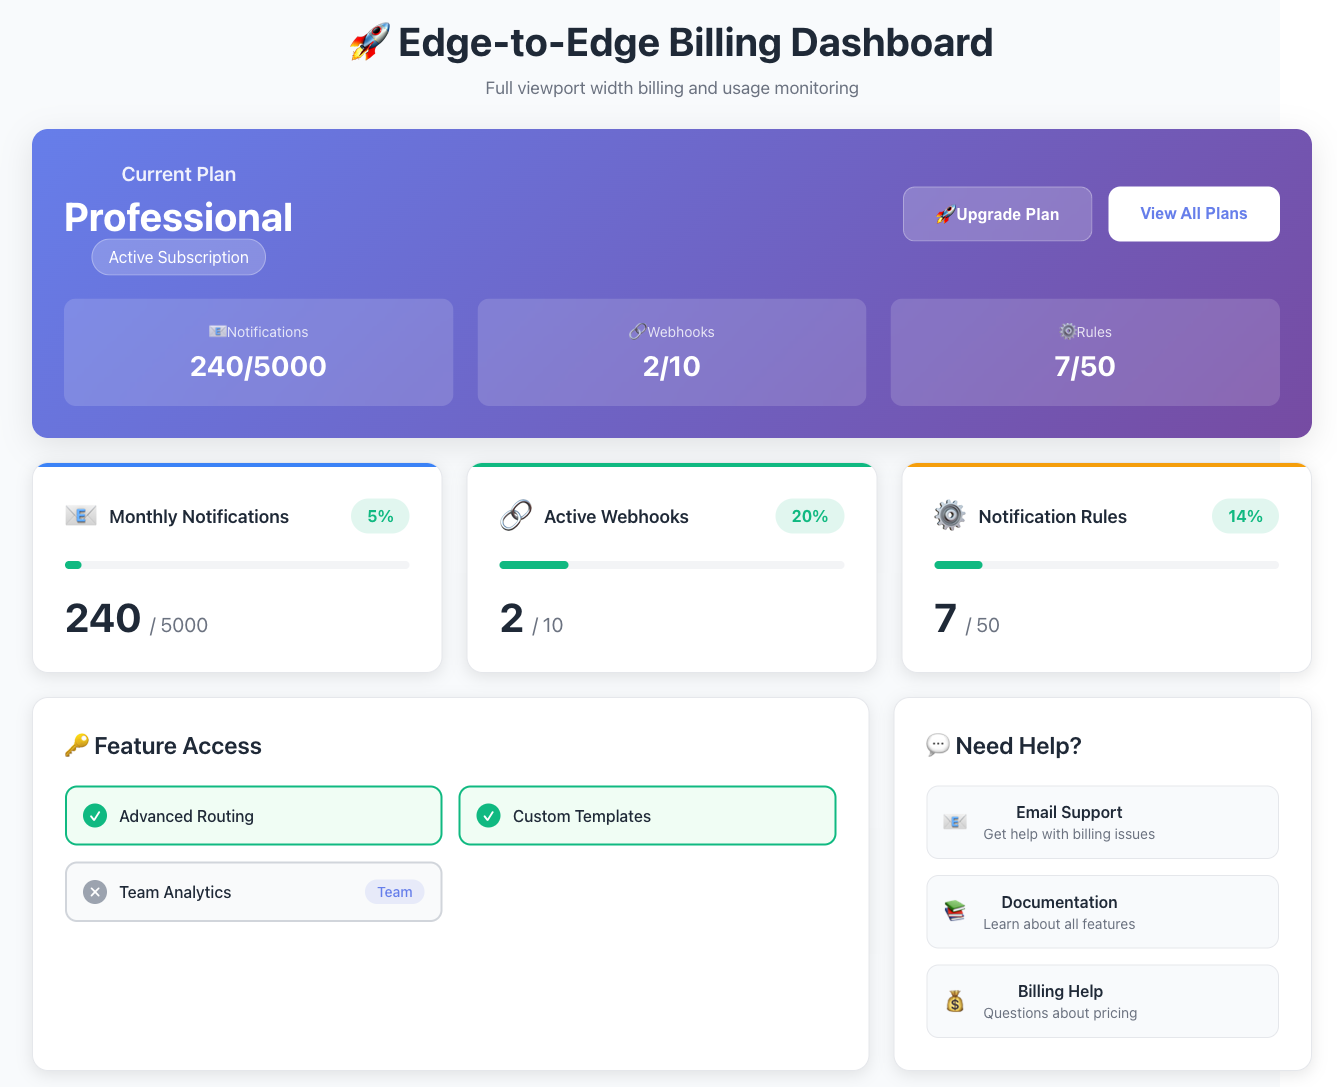 🚀 Edge-to-Edge Billing Dashboard
Full viewport width billing and usage monitoring
Current Plan
Professional
Active Subscription
🚀Upgrade Plan
View All Plans
📧Notifications
240/5000
🔗Webhooks
2/10
⚙️Rules
7/50
📧 Monthly Notifications 5%
240 / 5000
🔗 Active Webhooks 20%
2 / 10
⚙️ Notification Rules 14%
7 / 50
🔑 Feature Access
Advanced Routing
Custom Templates
Team Analytics Team
💬 Need Help?
Email Support
Get help with billing issues
Documentation
Learn about all features
Billing Help
Questions about pricing